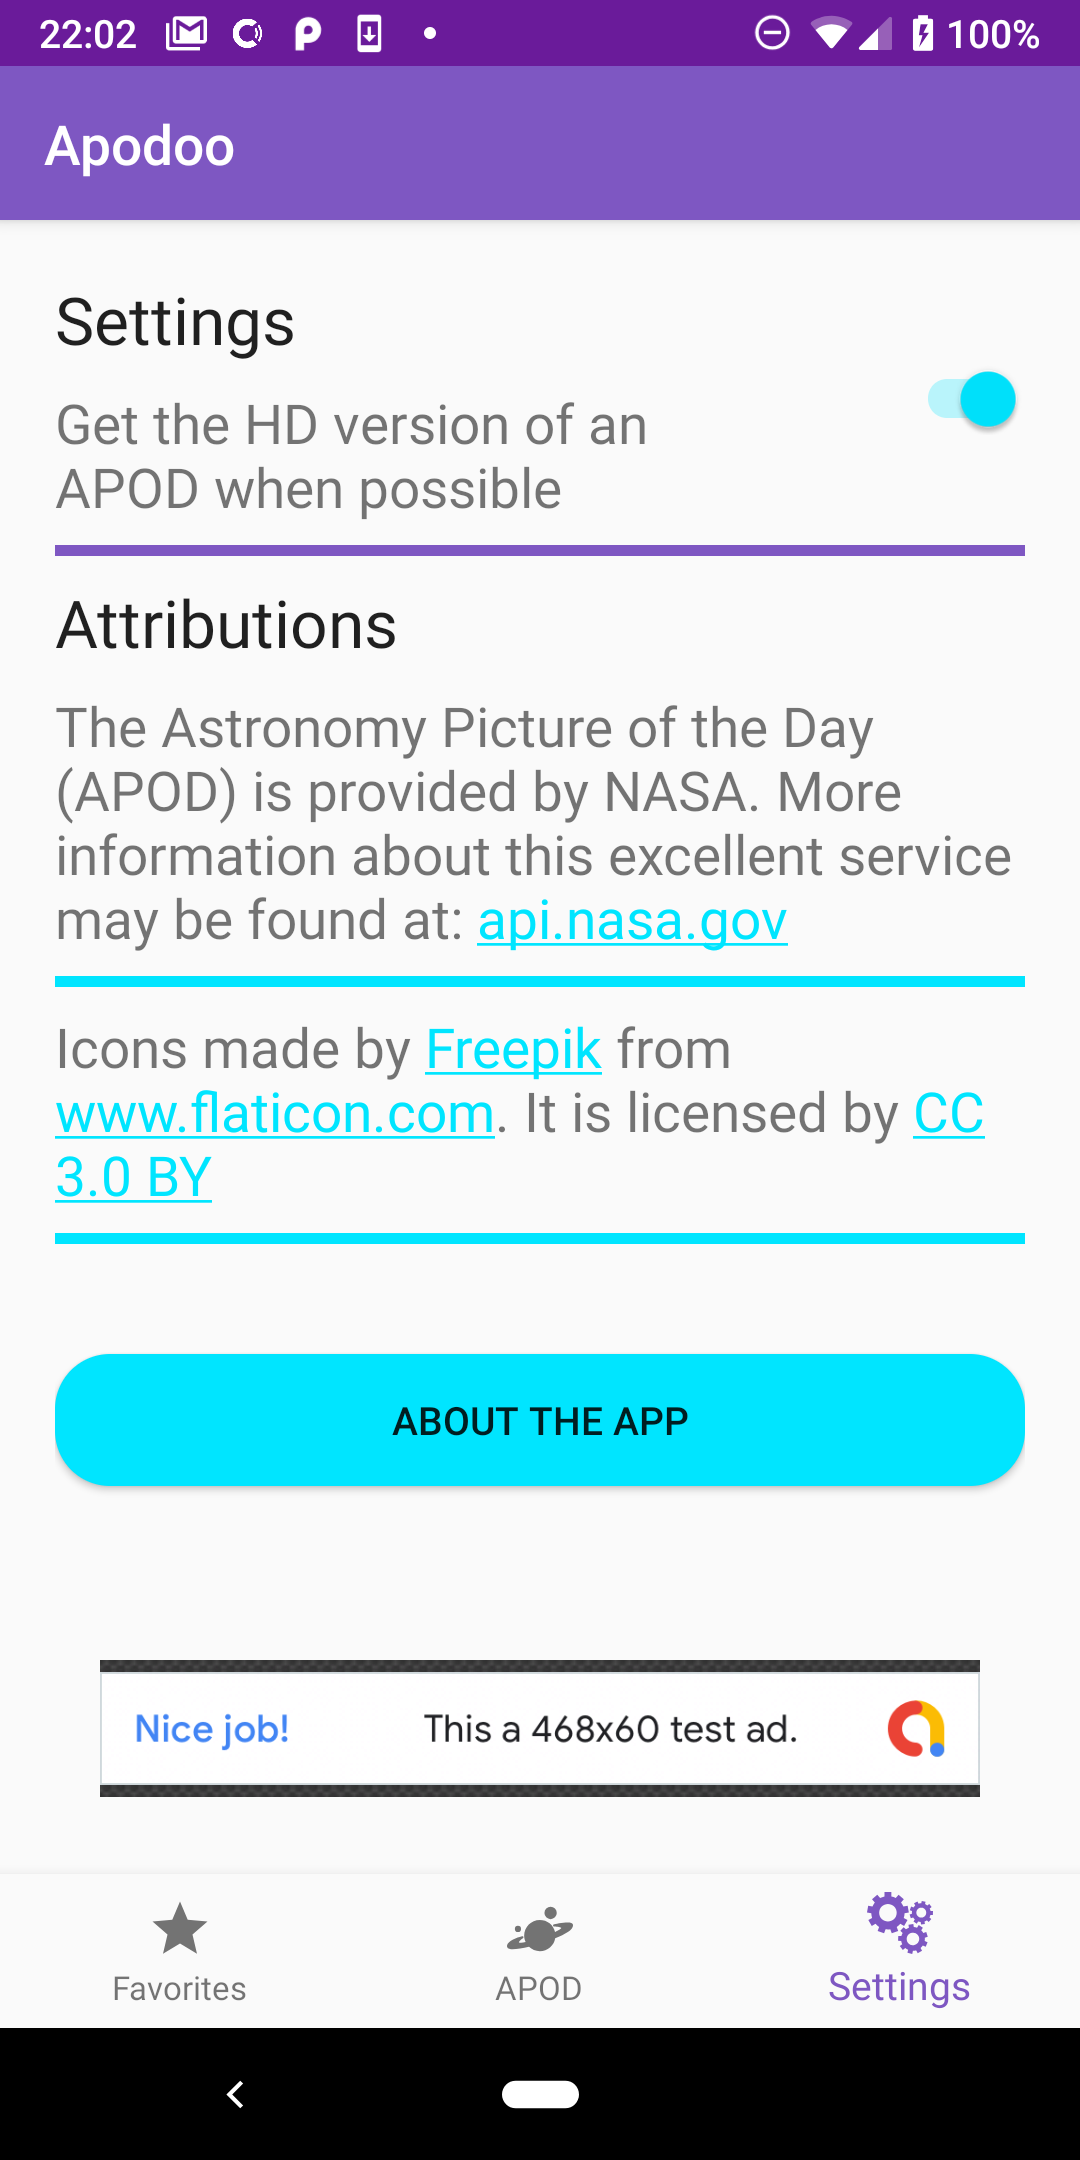 22:02
100%
Apodoo
Settings
Get the HD version of an
APOD when possible
Attributions
The Astronomy Picture of the Day
(APOD) is provided by NASA. More
information about this excellent service
may be found at: api.nasa.gov
Icons made by Freepik from
www.flaticon.com. It is licensed by CC
3.0 BY
ABOUT THE APP
Nice job!
This a 468x60 test ad.
Favorites
APOD
Settings